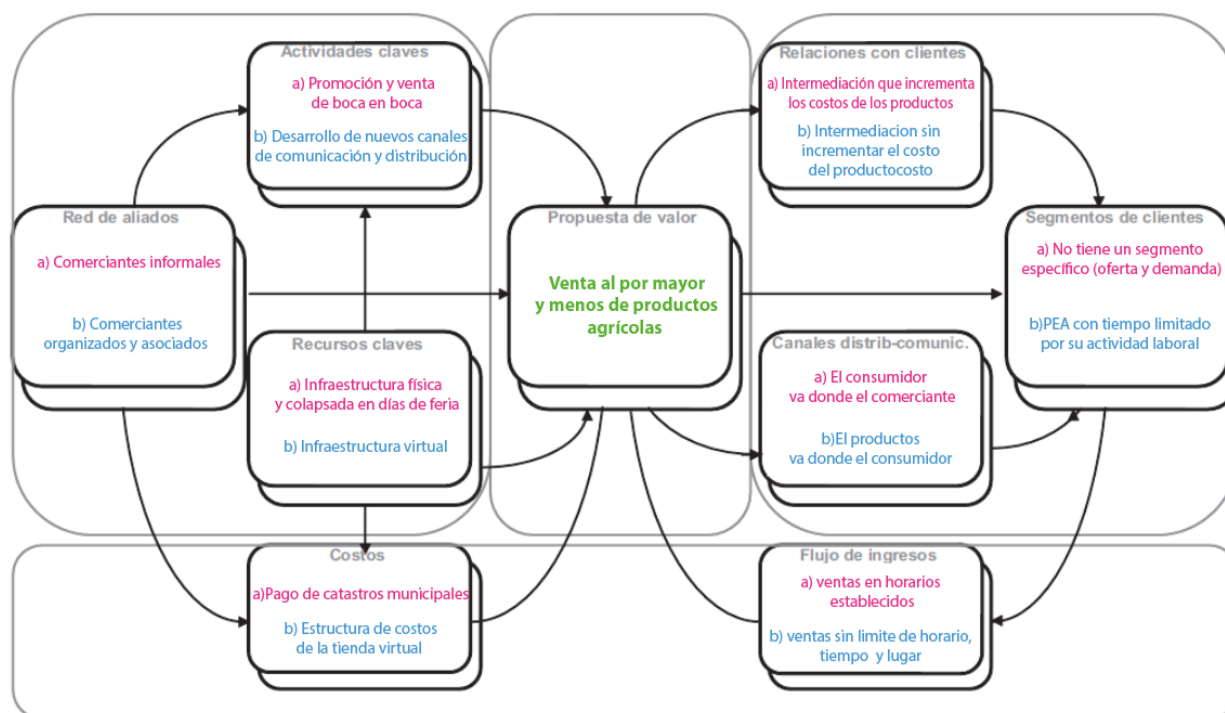 Actividades claves
a) Promoción y venta
de boca en boca
b) Desarrollo de nuevos canales
de comunicación y distribución
Relaciones con clientes
a) Intermediación que incrementa
los costos de los productos
b) Intermediacion sin
incrementar el costo
del productocosto
Red de aliados
a) Comerciantes informales
b) Comerciantes
organizados y asociados
Propuesta de valor
Venta al por mayor
y menos de productos
agrícolas
Segmentos de clientes
a) No tiene un segmento
específico (oferta y demanda)
b)PEA con tiempo limitado
por su actividad laboral
Recursos claves
a) Infraestructura física
y colapsada en días de feria
b) Infraestructura virtual
Canales distrib-comunic.
a) El consumidor
va donde el comerciante
b)El productos
va donde el consumidor
Costos
a)Pago de catastros municipales
b) Estructura de costos
de la tienda virtual
Flujo de ingresos
a) ventas en horarios
establecidos
b) ventas sin limite de horario,
tiempo y lugar